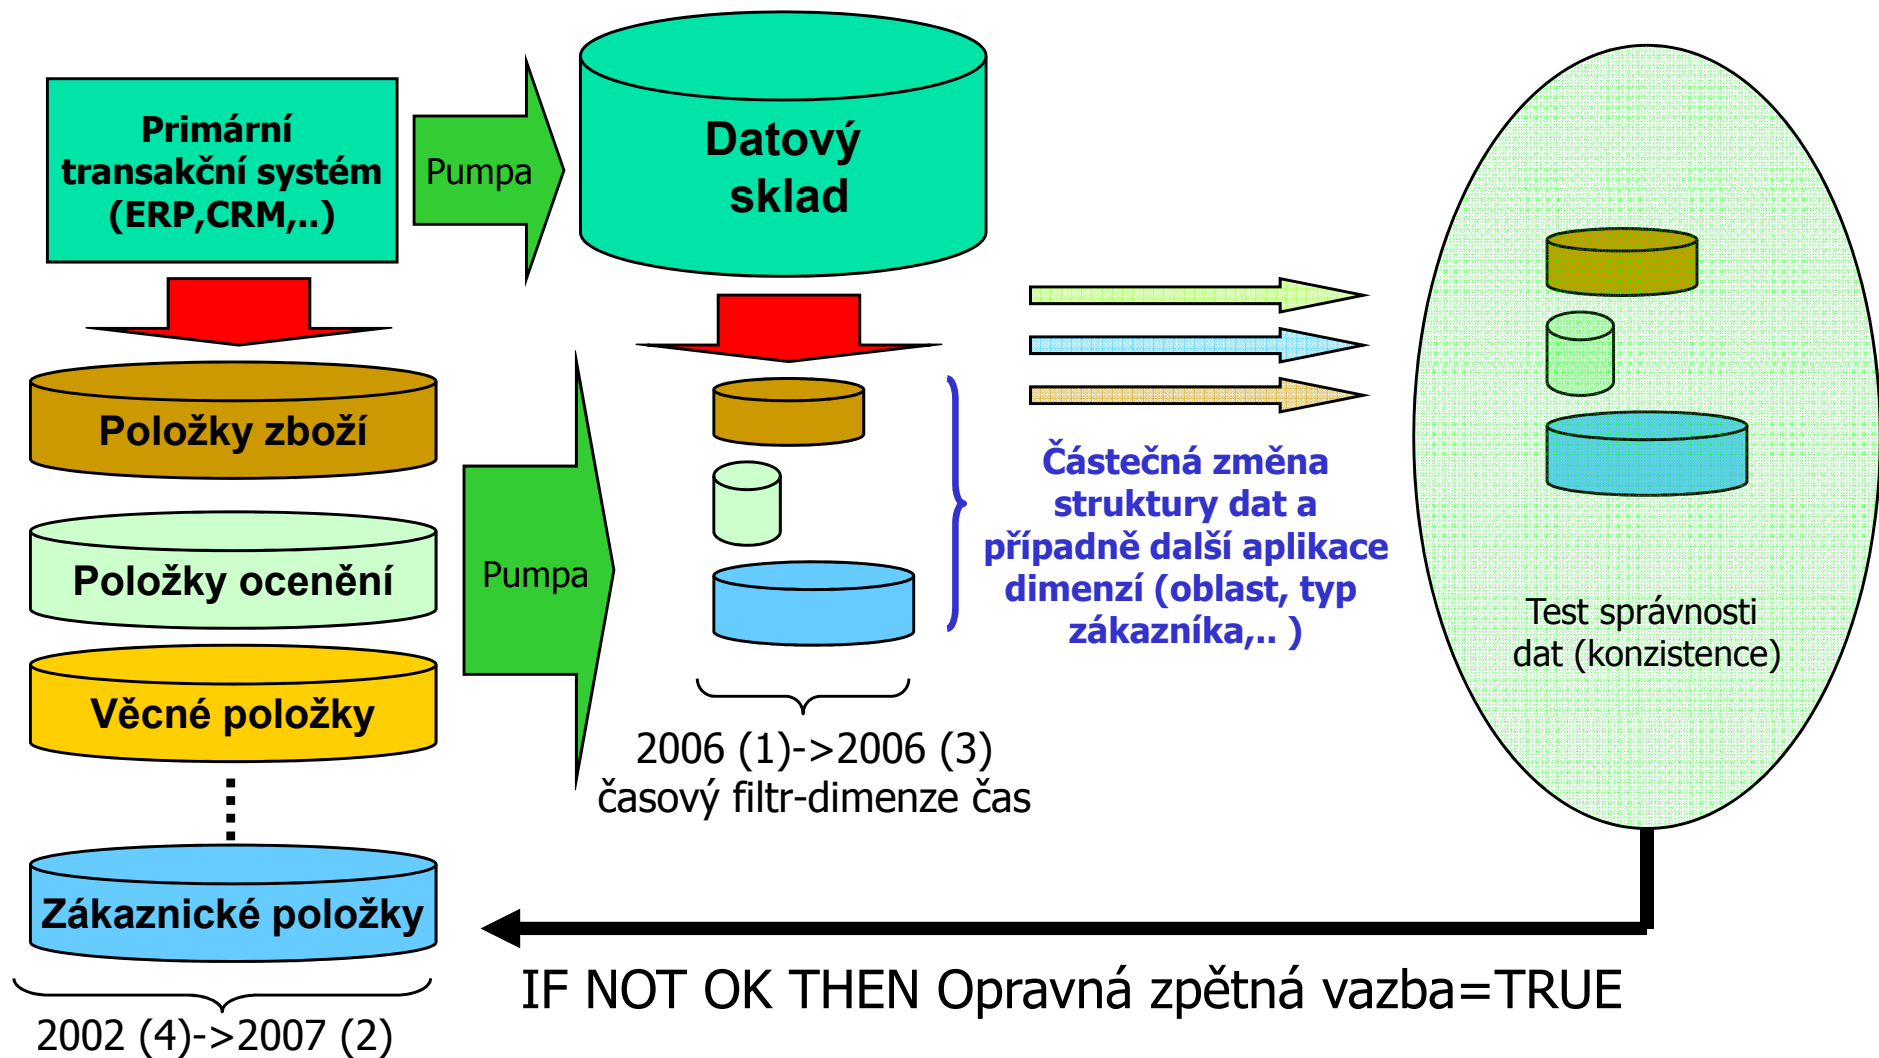 Primární
transakční systém
(ERP,CRM,..)
Pumpa
Datový
sklad
Položky zboží
Položky ocenění
Věcné položky
Zákaznické položky
2002 (4)->2007 (2)
Pumpa
2006 (1)->2006 (3)
časový filtr-dimenze čas
Částečná změna
struktury dat a
případně další aplikace
dimenzí (oblast, typ
zákazníka,.. )
Test správnosti
dat (konzistence)
IF NOT OK THEN Opravná zpětná vazba=TRUE